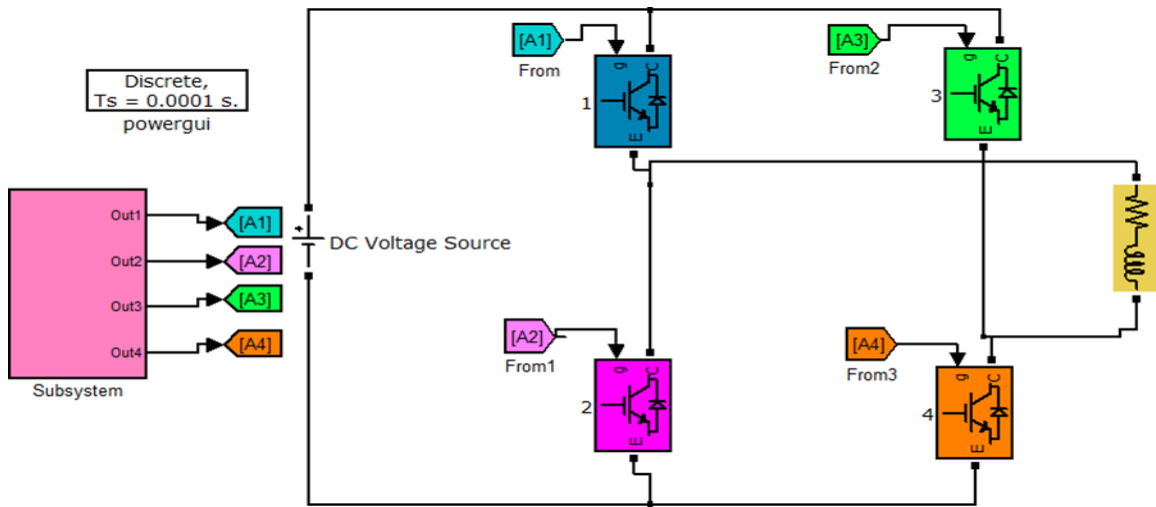 Discrete,
Ts = 0.0001 s.
powergui
Out1
Out2
Out3
Out4
Subsystem
[A1]
[A2]
[A3]
[A4]
+
DC Voltage Source
[A1]
From
g
C
E
1
[A3]
From2
g
C
E
3
[A2]
From1
g
C
E
2
[A4]
From3
g
C
E
4